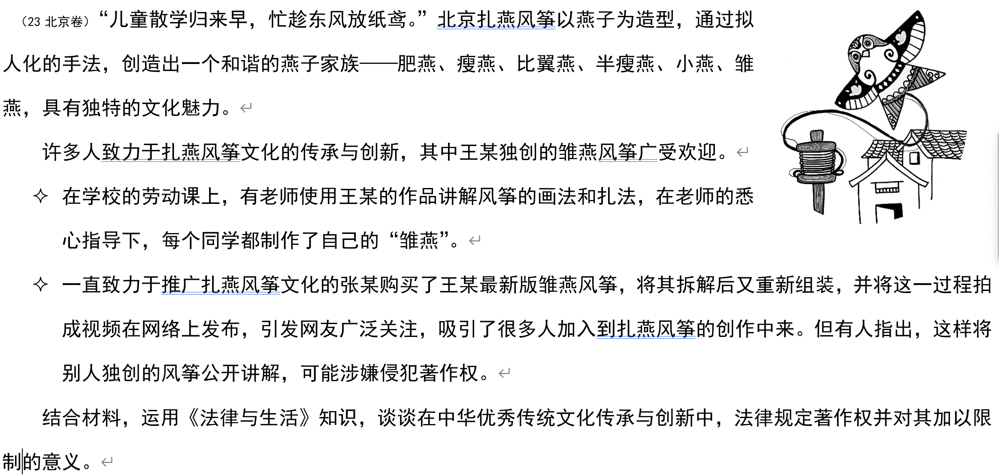 （23 北京卷）“儿童散学归来早，忙趁东风放纸鸢。”北京扎燕风筝以燕子为造型，通过拟
人化的手法，创造出一个和谐的燕子家族——肥燕、瘦燕、比翼燕、半瘦燕、小燕、雏
燕，具有独特的文化魅力。
许多人致力于扎燕风筝文化的传承与创新，其中王某独创的雏燕风筝广受欢迎。
✧ 在学校的劳动课上，有老师使用王某的作品讲解风筝的画法和扎法，在老师的悉
心指导下，每个同学都制作了自己的“雏燕”。
✧ 一直致力于推广扎燕风筝文化的张某购买了王某最新版雏燕风筝，将其拆解后又重新组装，并将这一过程拍
成视频在网络上发布，引发网友广泛关注，吸引了很多人加入到扎燕风筝的创作中来。但有人指出，这样将
别人独创的风筝公开讲解，可能涉嫌侵犯著作权。
结合材料，运用《法律与生活》知识，谈谈在中华优秀传统文化传承与创新中，法律规定著作权并对其加以限
制的意义。